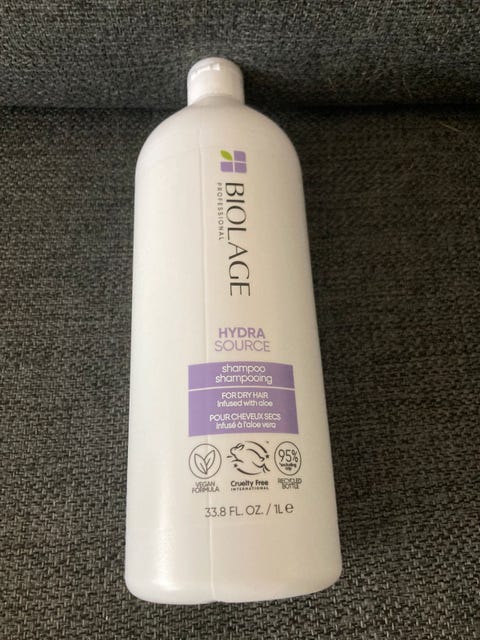 BIOLAGE
PROFESSIONAL
HYDRA
SOURCE
shampoo
shampooing
FOR DRY HAIR
Infused with aloe
POUR CHEVEUX SECS
Infusé à l'aloe vera
VEGAN
FORMULA
Cruelty Free
INTERNATIONAL
95%
RECYCLED
BOTTLE
33.8 FL. OZ. / 1L e